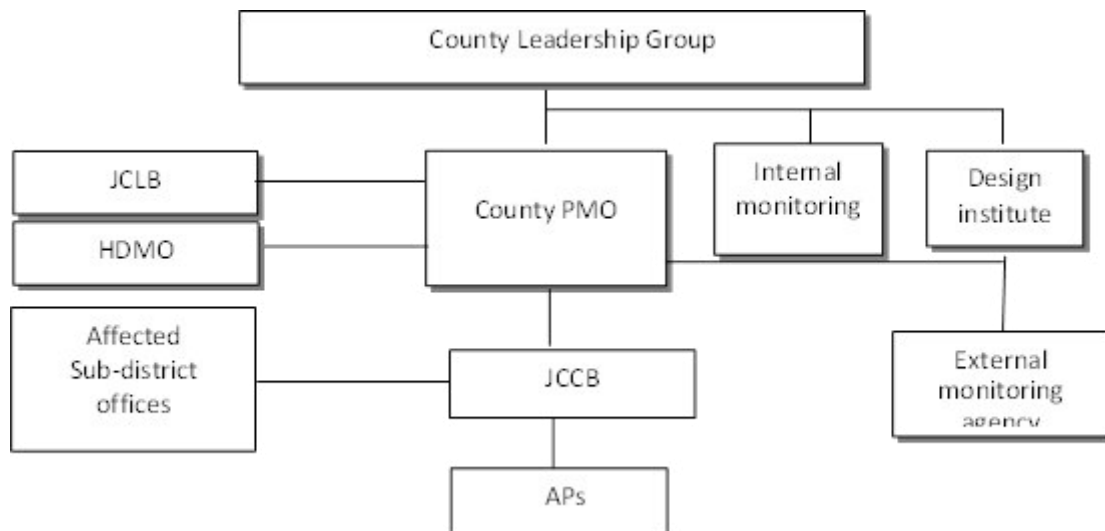 County Leadership Group
JCLB
HDMO
County PMO
Internal
monitoring
Design
institute
Affected
Sub-district
offices
JCCB
External
monitoring
agency
APs